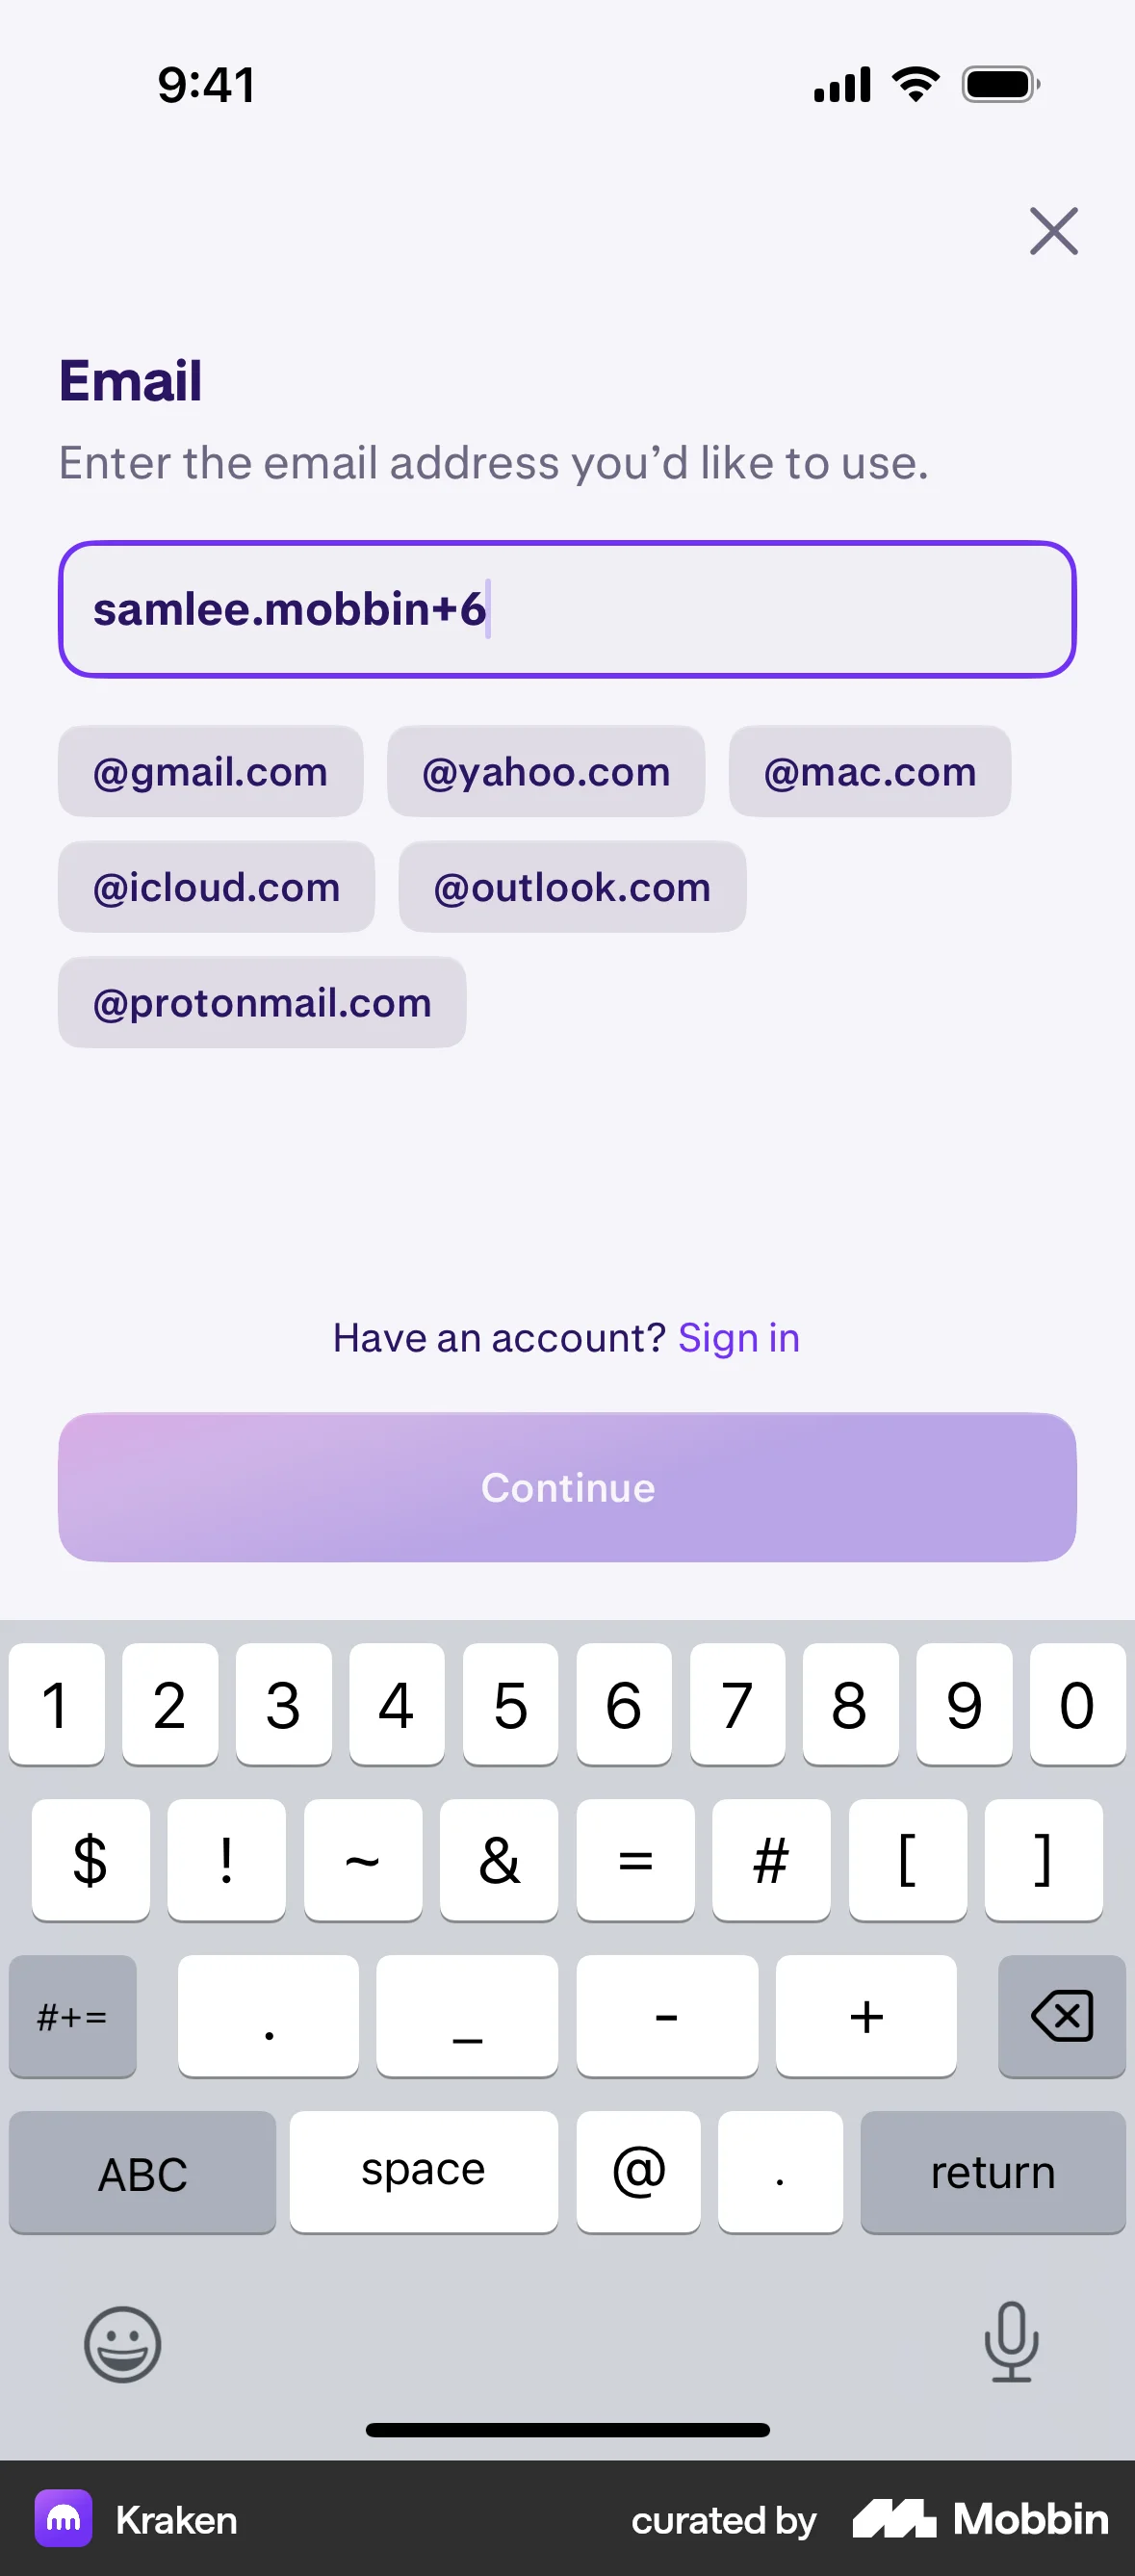 9:41
Email
Enter the email address you’d like to use.
samlee.mobbin+6
@gmail.com @yahoo.com @mac.com
@icloud.com @outlook.com
@protonmail.com
Have an account? Sign in
Continue
1 2 3 4 5 6 7 8 9 0
$ ! ~ & = # [ ]
#+= . _ - +
ABC space @ . return
Kraken curated by Mobbin